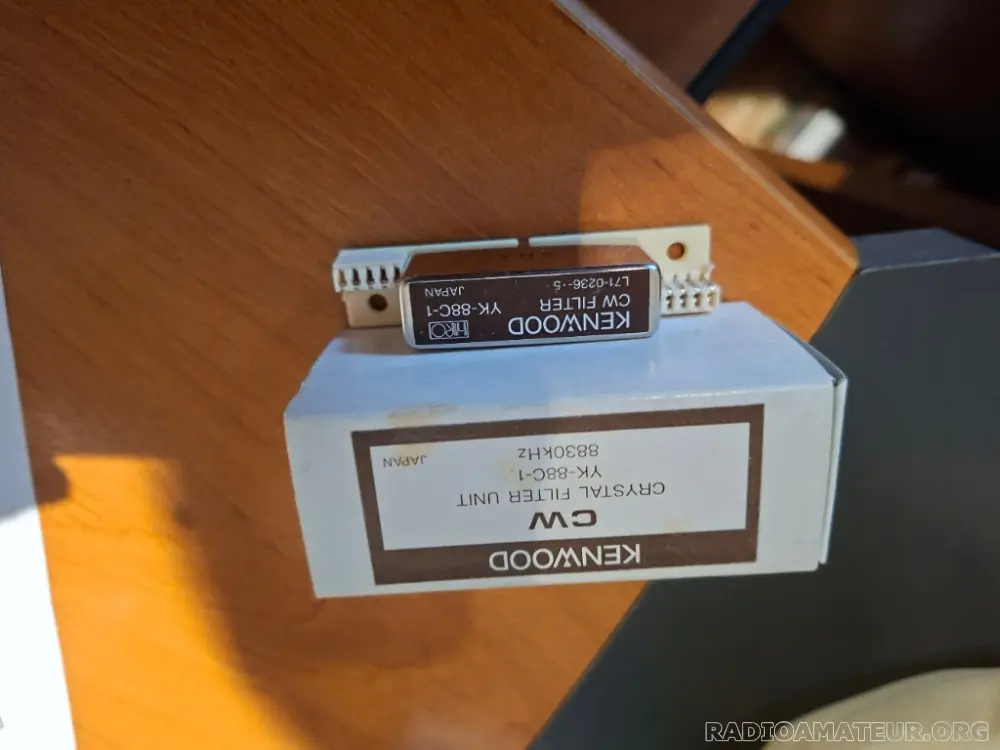 KENWOOD
CW FILTER YK-88C-1
L71-0236-5 JAPAN
KENWOOD
CW
CRYSTAL FILTER UNIT
YK-88C-1
8830kHz
JAPAN
RADIOAMATEUR.ORG